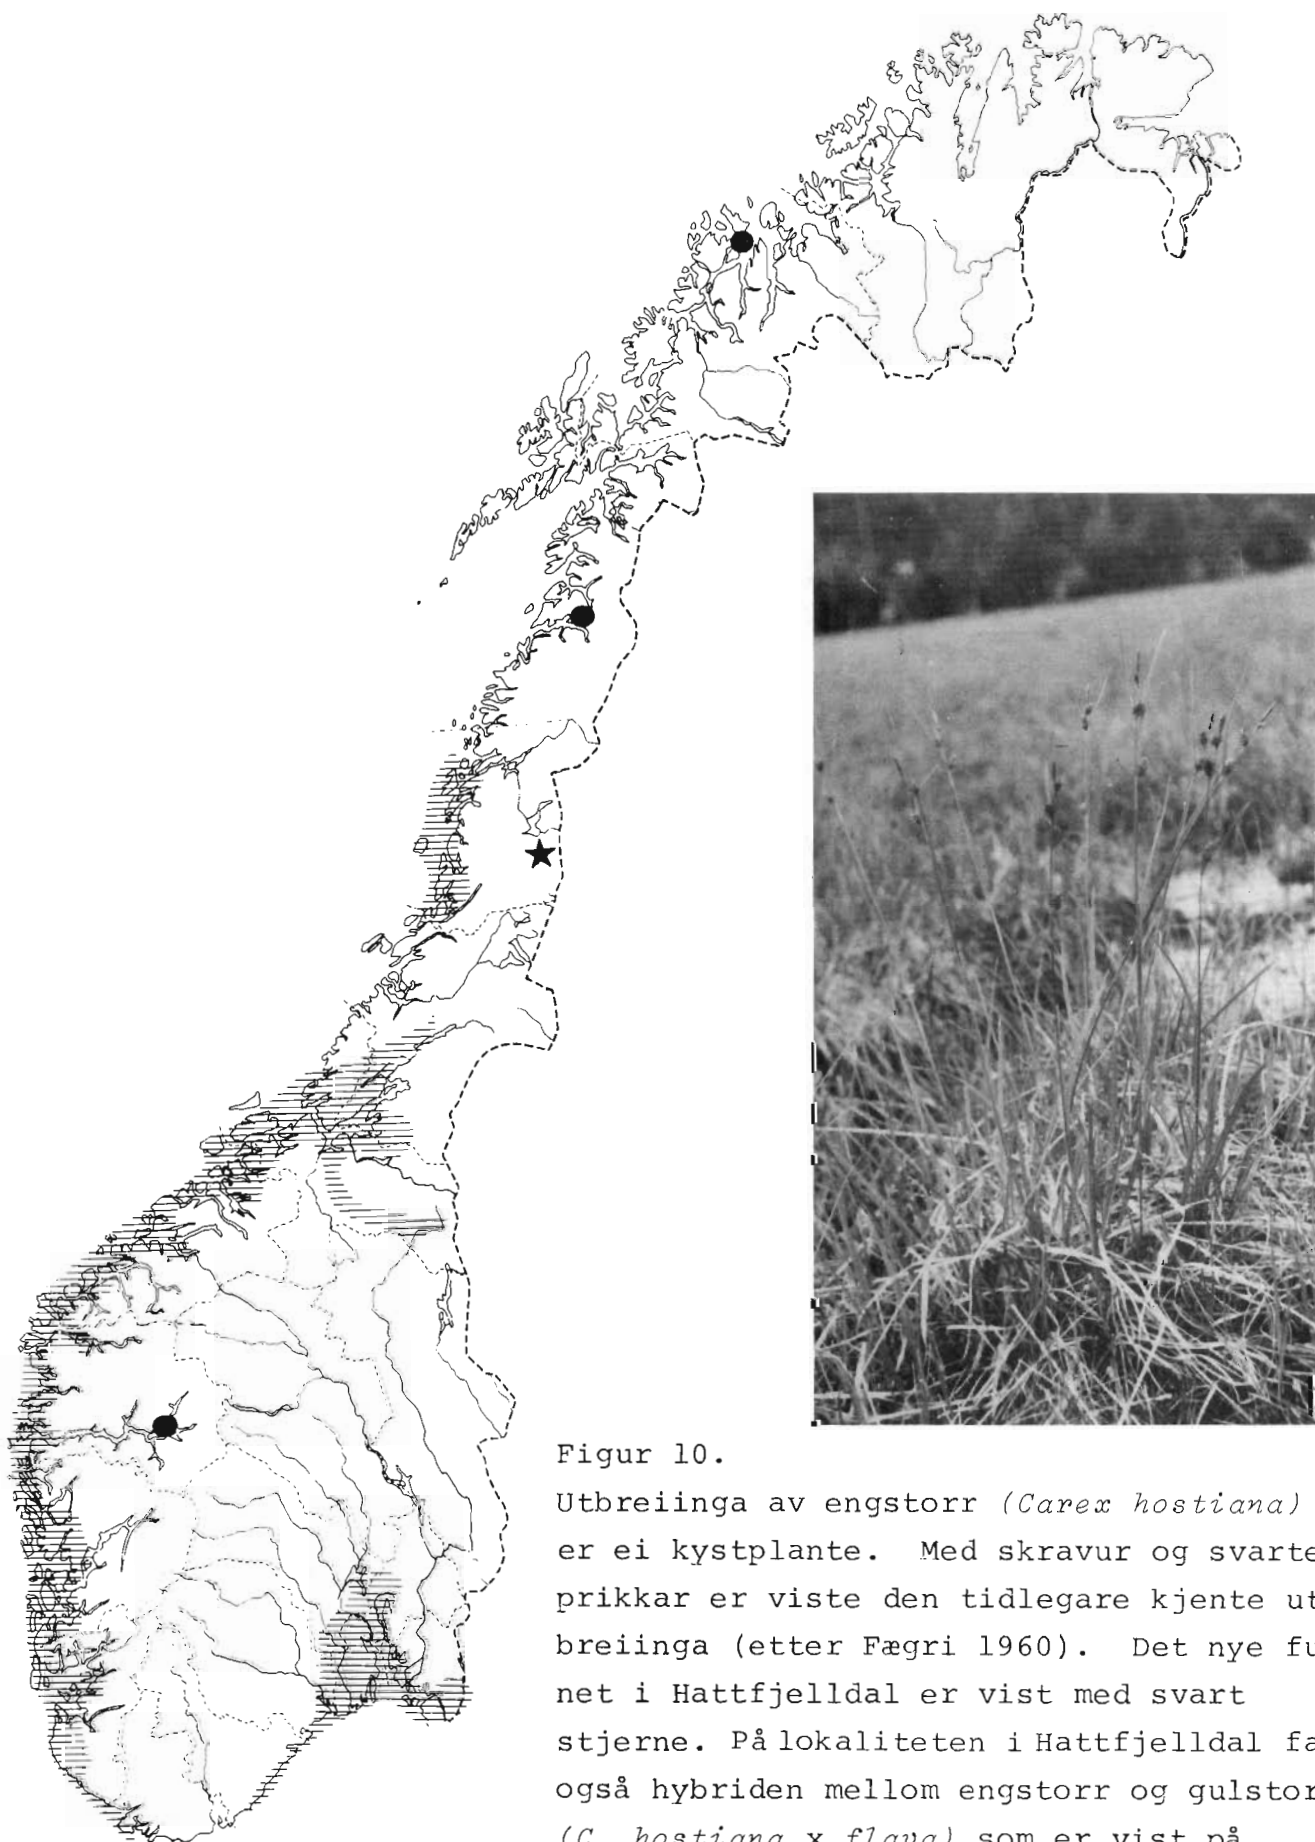 Figur 10.
Utbreiinga av engstorr (Carex hostiana)
er ei kystplante. Med skravur og svarte
prikkar er viste den tidlegare kjente ut
breiinga (etter Fægri 1960). Det nye fu
net i Hattfjelldal er vist med svart
stjerne. På lokaliteten i Hattfjelldal fa
også hybriden mellom engstorr og gulstor
(C. hostiana x flava) som er vist på